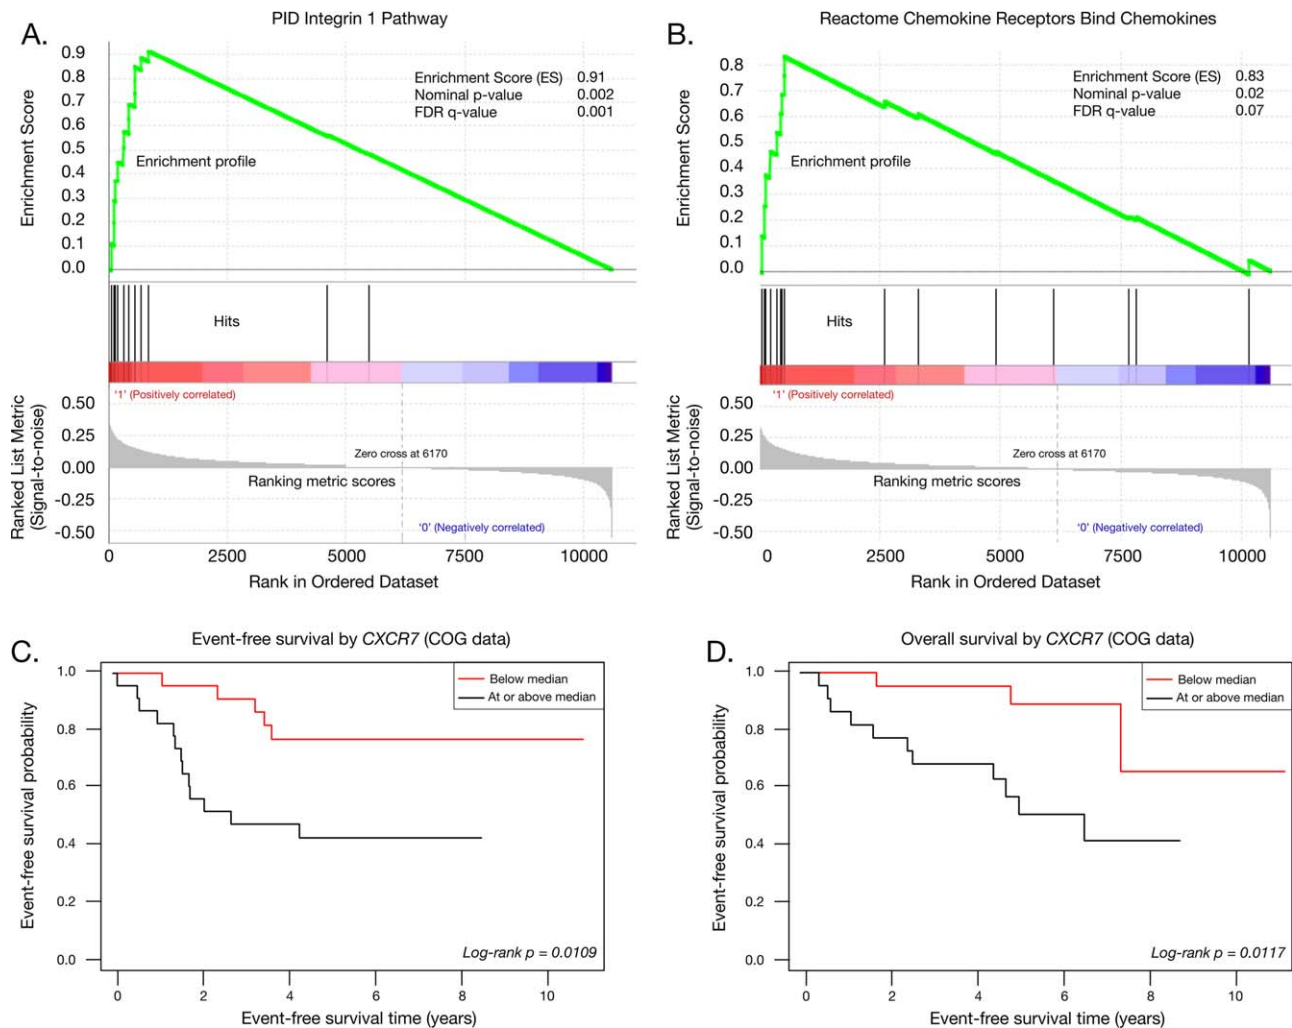 A.
PID Integrin 1 Pathway
Enrichment Score
0.9
0.8
0.7
0.6
0.5
0.4
0.3
0.2
0.1
0.0
Enrichment Score (ES) 0.91
Nominal p-value 0.002
FDR q-value 0.001
Enrichment profile
Hits
'1' (Positively correlated)
Ranked List Metric
(Signal-to-noise)
0.50
0.25
0.00
-0.25
-0.50
Zero cross at 6170
Ranking metric scores
'0' (Negatively correlated)
0 2500 5000 7500 10000
Rank in Ordered Dataset
B.
Reactome Chemokine Receptors Bind Chemokines
Enrichment Score
0.8
0.7
0.6
0.5
0.4
0.3
0.2
0.1
0.0
Enrichment Score (ES) 0.83
Nominal p-value 0.02
FDR q-value 0.07
Enrichment profile
Hits
'1' (Positively correlated)
Ranked List Metric
(Signal-to-noise)
0.50
0.25
0.00
-0.25
-0.50
Zero cross at 6170
Ranking metric scores
'0' (Negatively correlated)
0 2500 5000 7500 10000
Rank in Ordered Dataset
C.
Event-free survival by CXCR7 (COG data)
Event-free survival probability
1.0
0.8
0.6
0.4
0.2
0.0
Below median
At or above median
Log-rank p = 0.0109
0 2 4 6 8 10
Event-free survival time (years)
D.
Overall survival by CXCR7 (COG data)
Event-free survival probability
1.0
0.8
0.6
0.4
0.2
0.0
Below median
At or above median
Log-rank p = 0.0117
0 2 4 6 8 10
Event-free survival time (years)